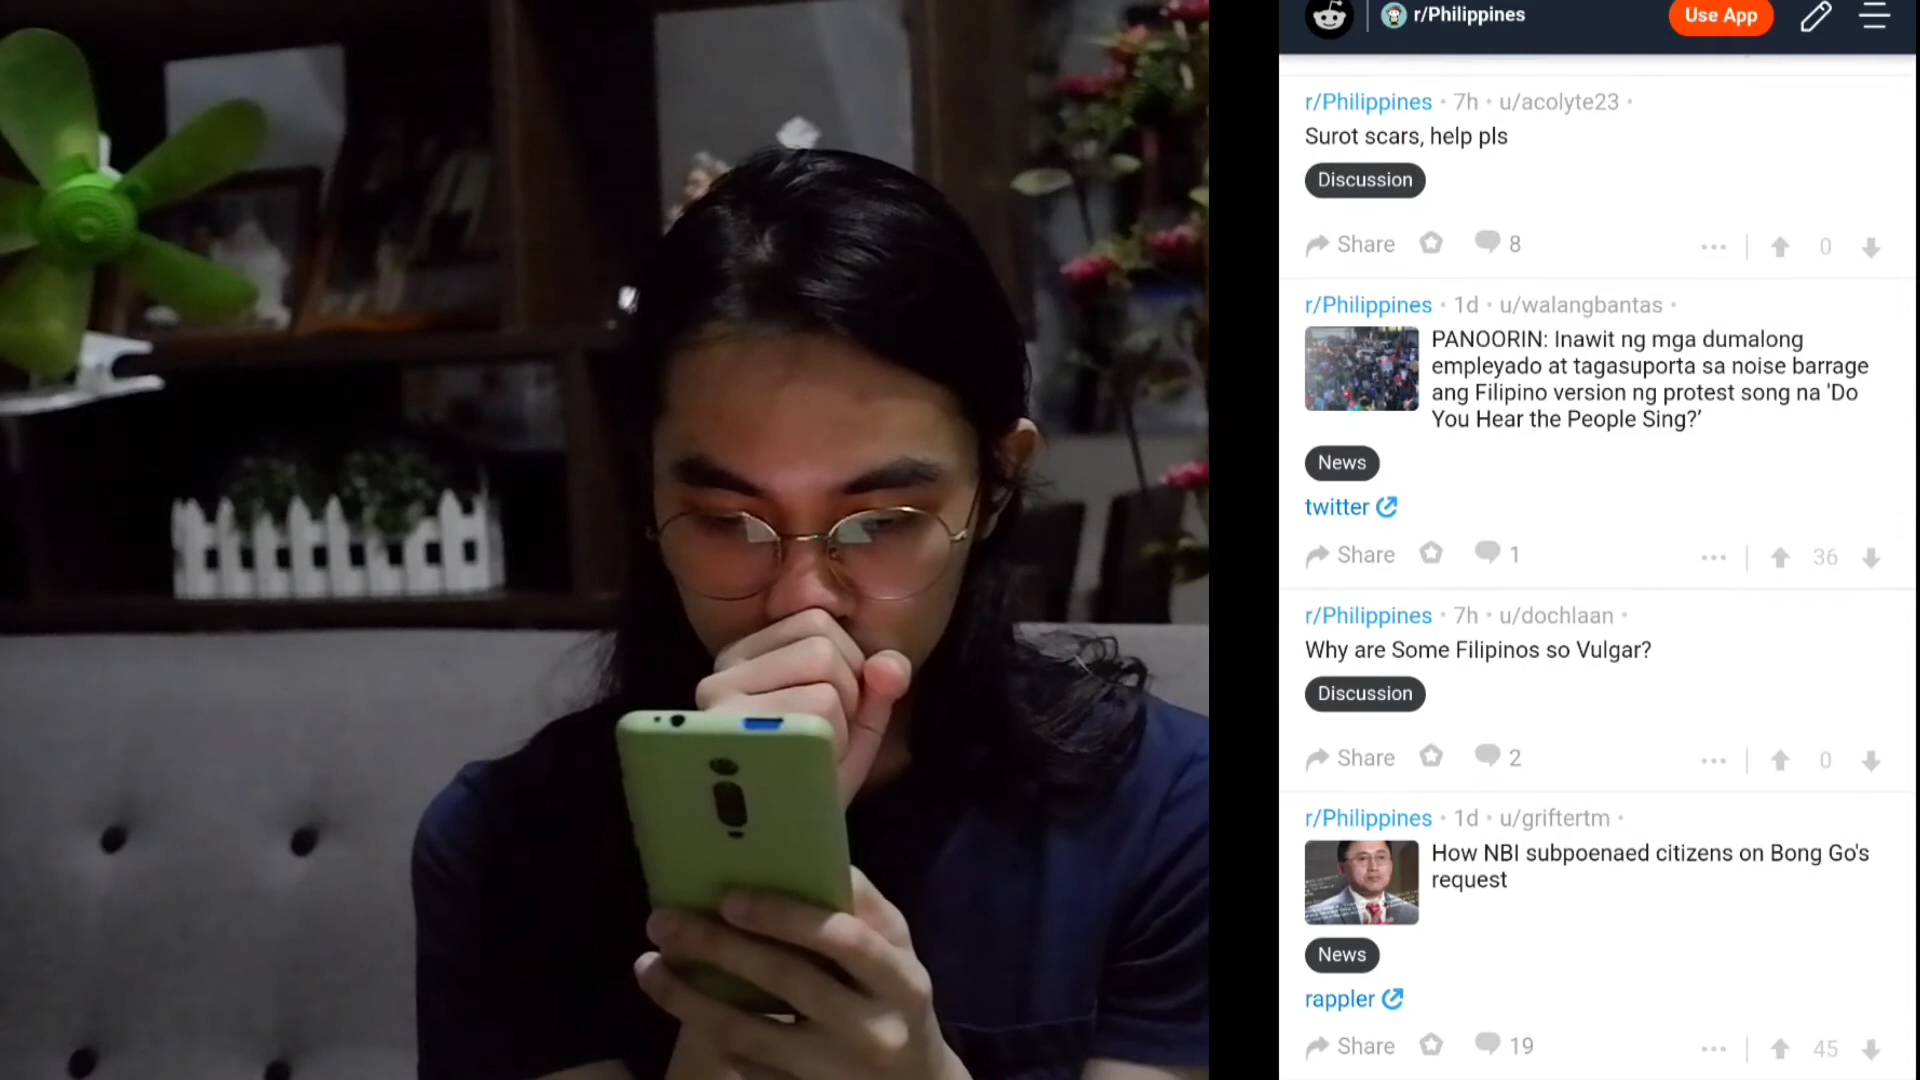 r/Philippines
Use App
r/Philippines • 7h • u/acolyte23 •
Surot scars, help pls
Discussion
Share
8
0
r/Philippines • 1d • u/walangbantas •
PANOORIN: Inawit ng mga dumalong
empleyado at tagasuporta sa noise barrage
ang Filipino version ng protest song na 'Do
You Hear the People Sing?’
News
twitter
Share
1
36
r/Philippines • 7h • u/dochlaan •
Why are Some Filipinos so Vulgar?
Discussion
Share
2
0
r/Philippines • 1d • u/griftertm •
How NBI subpoenaed citizens on Bong Go's
request
News
rappler
Share
19
45